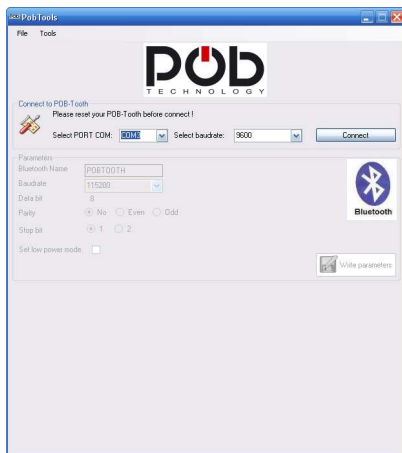 PobTools
File Tools
POB
TECHNOLOGY
Connect to POB-Tooth
Please reset your POB-Tooth before connect !
Select PORT COM: COM3 Select baudrate: 9600 Connect
Parameters
Bluetooth Name POBTOOTH
Baudrate 115200
Data bit 8
Parity No Even Odd
Stop bit 1 2
Set low power mode
Bluetooth
Write parameters